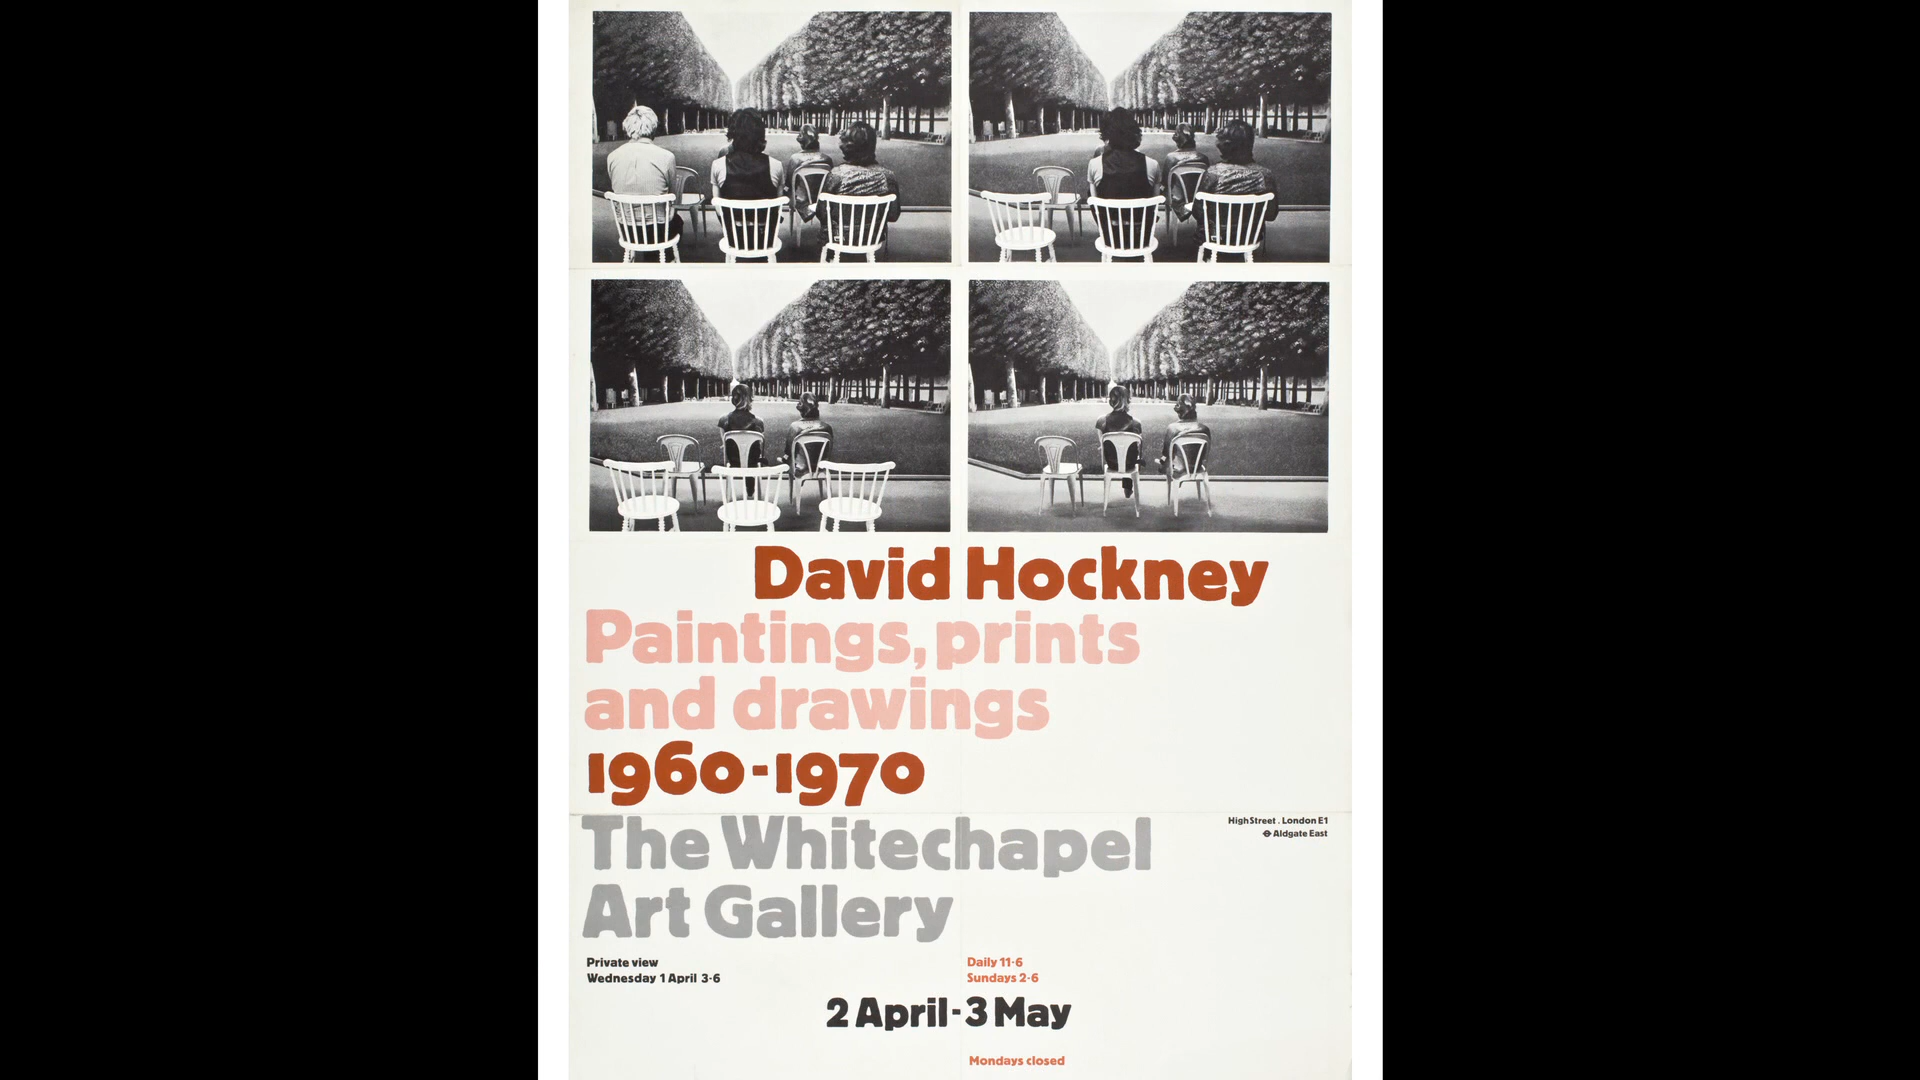 David Hockney
Paintings, prints
and drawings
1960-1970
The Whitechapel
Art Gallery
High Street . London E1
Aldgate East
Private view
Wednesday 1 April 3-6
Daily 11-6
Sundays 2-6
2 April - 3 May
Mondays closed